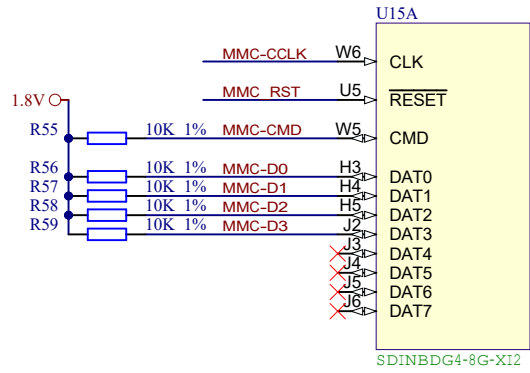 U15A
MMC-CCLK W6 CLK
MMC_RST U5 RESET
1.8V
R55 10K 1% MMC-CMD W5 CMD
R56 10K 1% MMC-D0 H3 DAT0
R57 10K 1% MMC-D1 H4 DAT1
R58 10K 1% MMC-D2 H5 DAT2
R59 10K 1% MMC-D3 J2 DAT3
J3 DAT4
J4 DAT5
J5 DAT6
J6 DAT7
SDINBDG4-8G-XI2